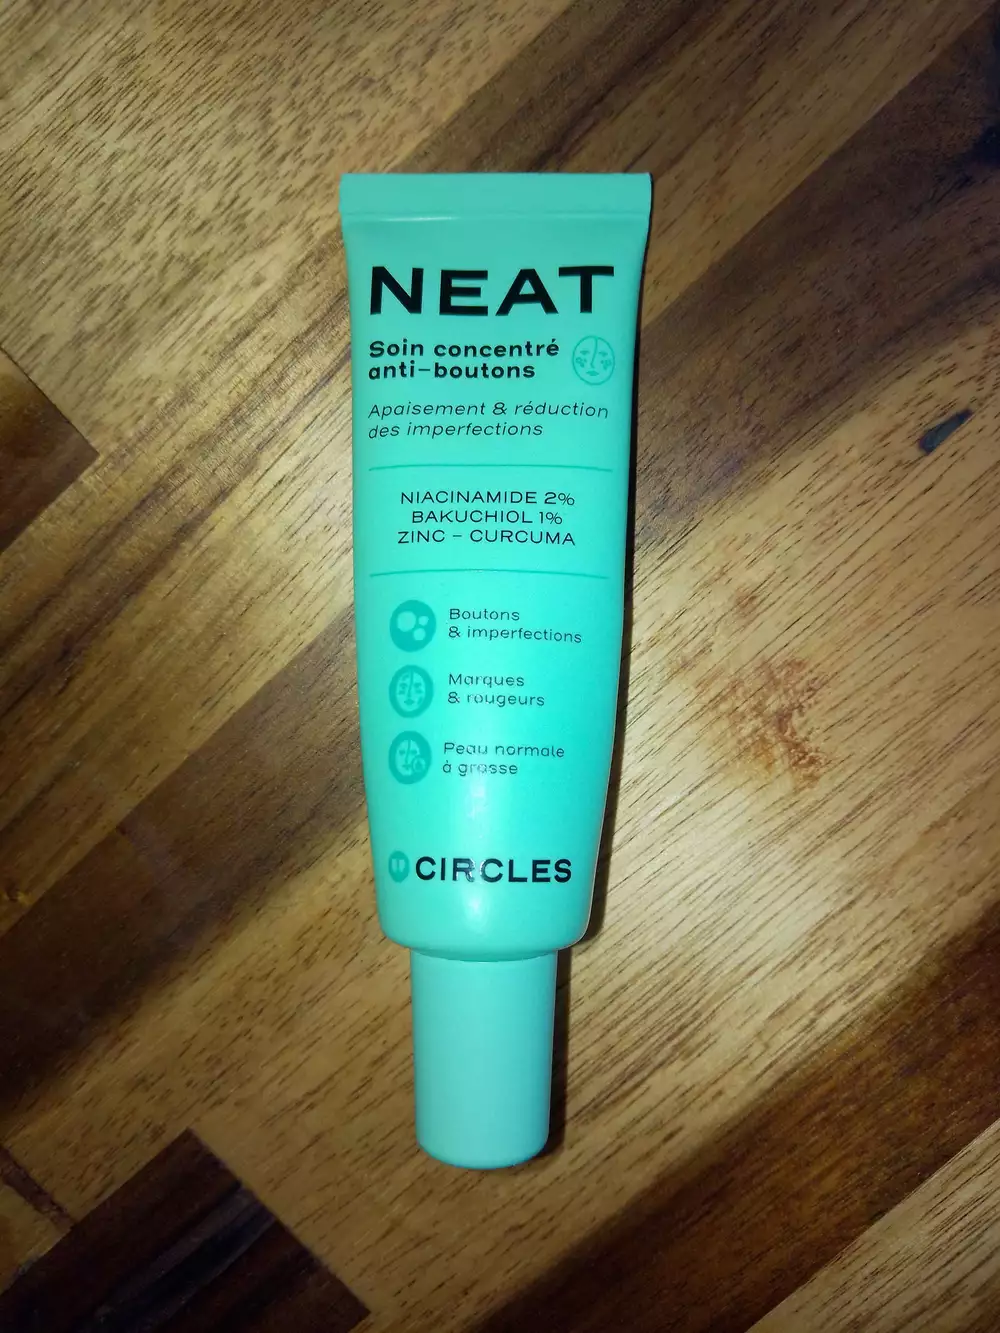 NEAT
Soin concentré
anti-boutons
Apaisement & réduction
des imperfections
NIACINAMIDE 2%
BAKUCHIOL 1%
ZINC – CURCUMA
Boutons
& imperfections
Marques
& rougeurs
Peau normale
à grasse
CIRCLES